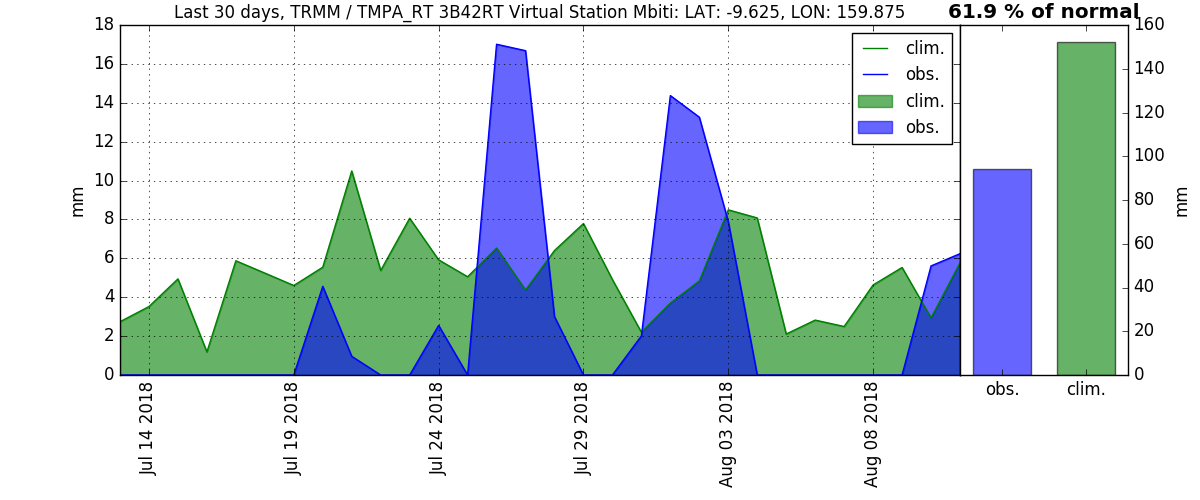 Last 30 days, TRMM / TMPA_RT 3B42RT Virtual Station Mbiti: LAT: -9.625, LON: 159.875
61.9 % of normal
18
16
14
12
10
8
6
4
2
0
mm
clim.
obs.
clim.
obs.
Jul 14 2018
Jul 19 2018
Jul 24 2018
Jul 29 2018
Aug 03 2018
Aug 08 2018
160
140
120
100
80
60
40
20
0
mm
obs.
clim.